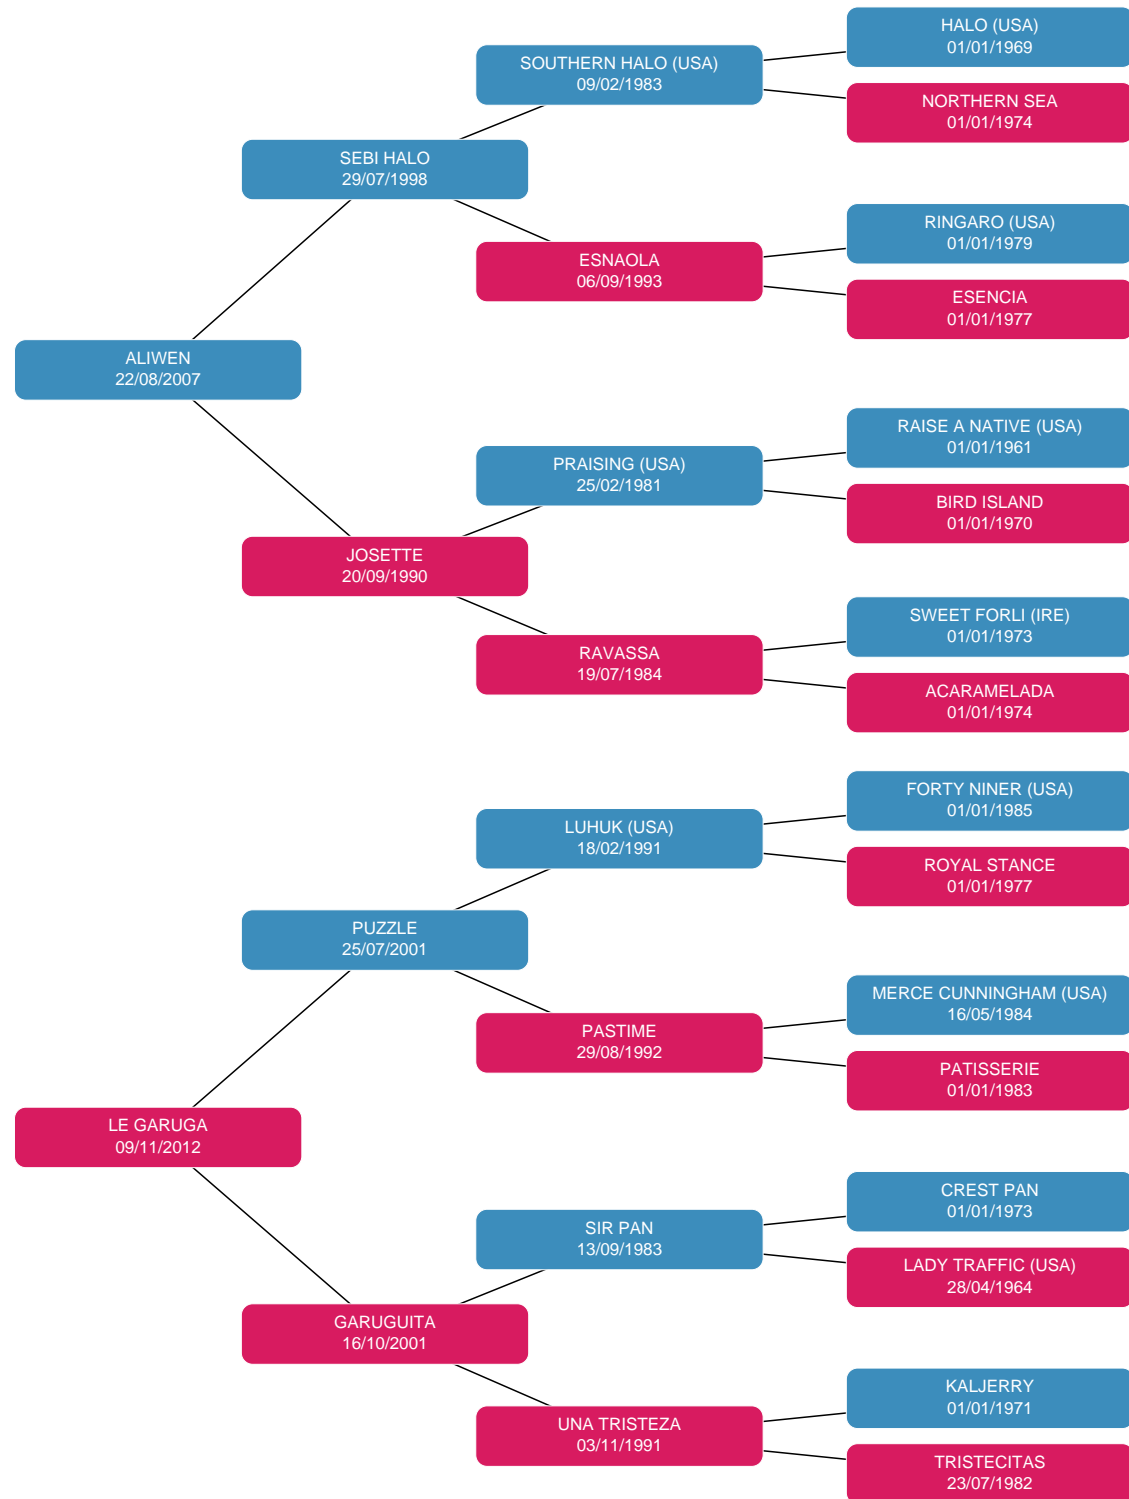 HALO (USA)
01/01/1969
SOUTHERN HALO (USA)
09/02/1983
NORTHERN SEA
01/01/1974
SEBI HALO
29/07/1998
RINGARO (USA)
01/01/1979
ESNAOLA
06/09/1993
ESENCIA
01/01/1977
ALIWEN
22/08/2007
RAISE A NATIVE (USA)
01/01/1961
PRAISING (USA)
25/02/1981
BIRD ISLAND
01/01/1970
JOSETTE
20/09/1990
SWEET FORLI (IRE)
01/01/1973
RAVASSA
19/07/1984
ACARAMELADA
01/01/1974
FORTY NINER (USA)
01/01/1985
LUHUK (USA)
18/02/1991
ROYAL STANCE
01/01/1977
PUZZLE
25/07/2001
MERCE CUNNINGHAM (USA)
16/05/1984
PASTIME
29/08/1992
PATISSERIE
01/01/1983
LE GARUGA
09/11/2012
CREST PAN
01/01/1973
SIR PAN
13/09/1983
LADY TRAFFIC (USA)
28/04/1964
GARUGUITA
16/10/2001
KALJERRY
01/01/1971
UNA TRISTEZA
03/11/1991
TRISTECITAS
23/07/1982